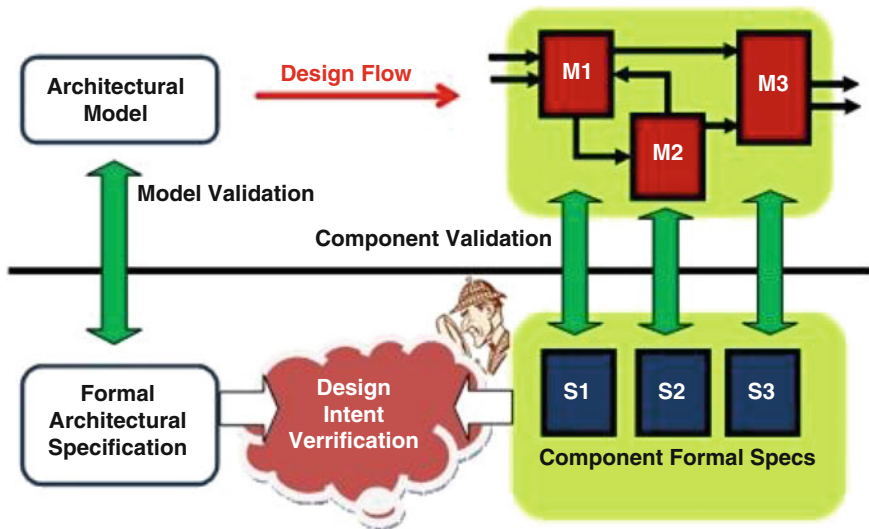 Architectural
Model
Design Flow
M1
M3
M2
Model Validation
Component Validation
Formal
Architectural
Specification
Design
Intent
Verrification
S1
S2
S3
Component Formal Specs